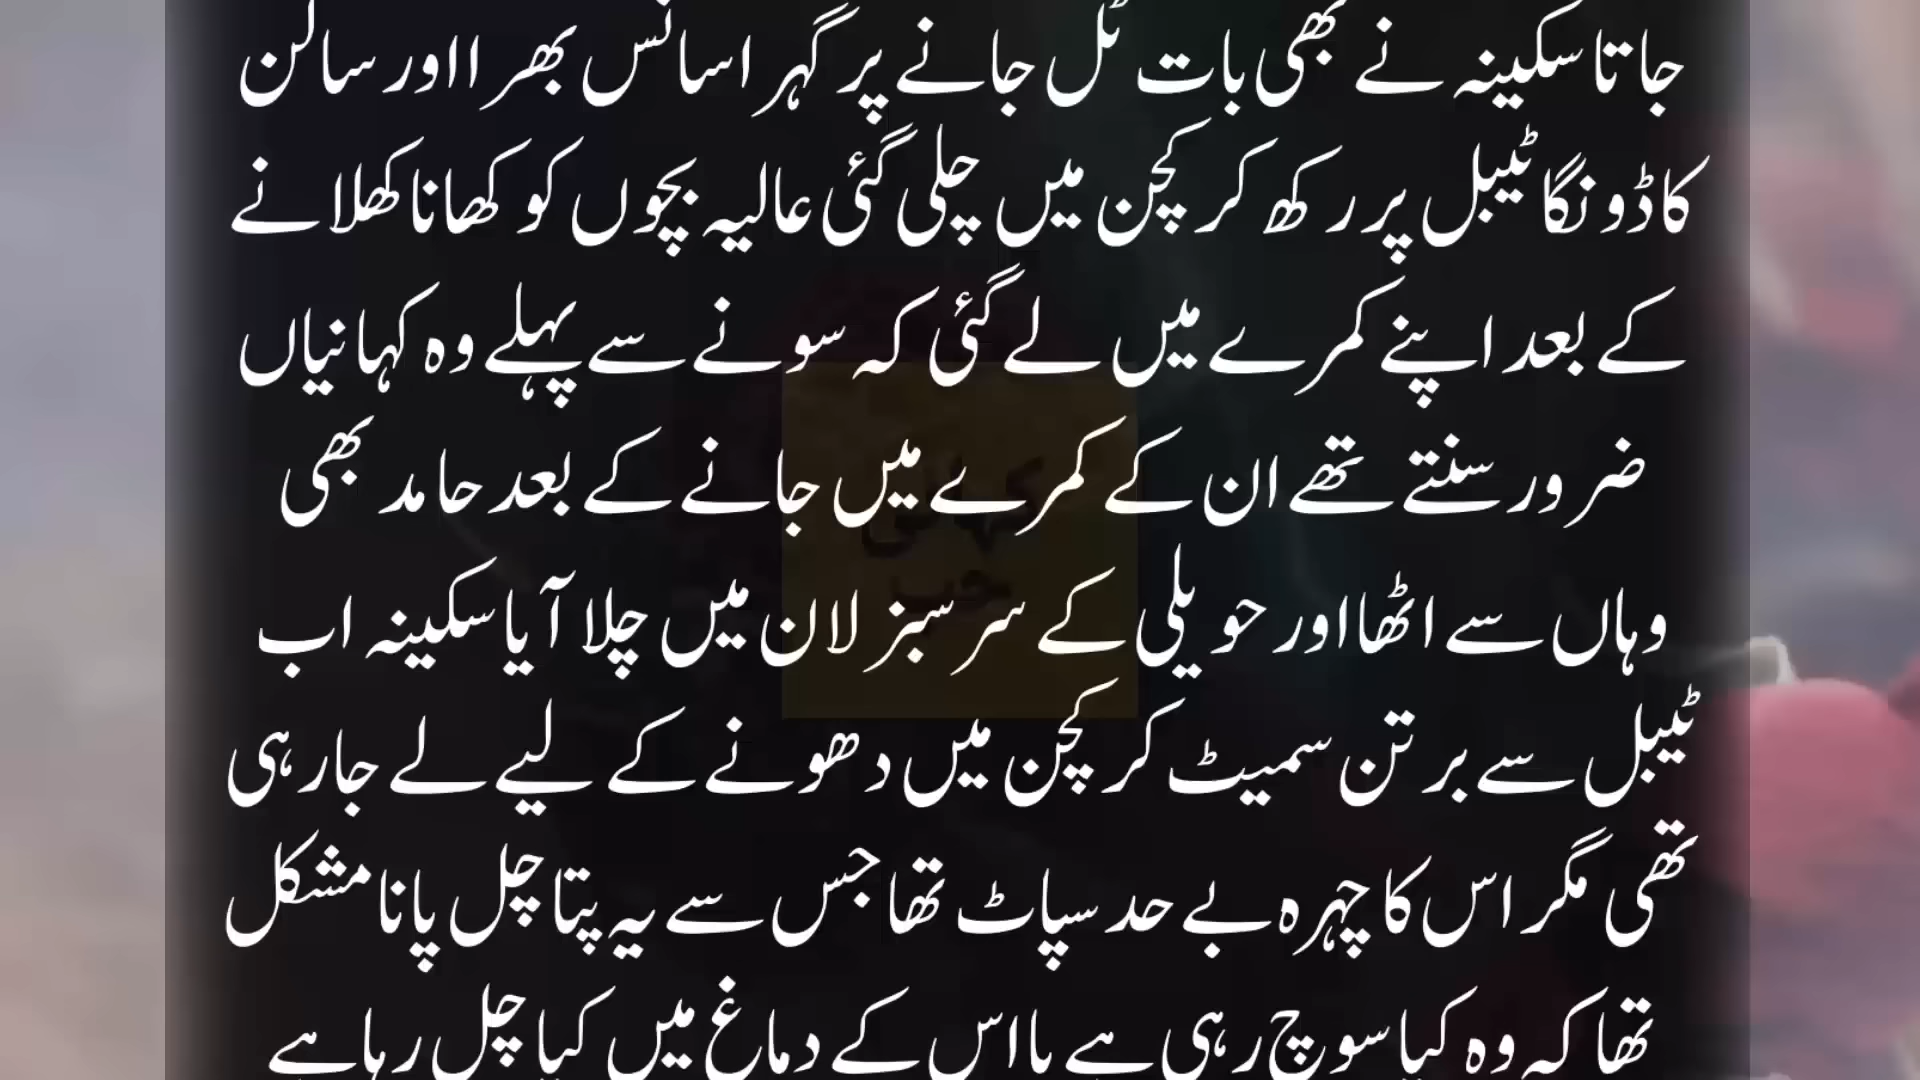 جاتا سکینہ نے بھی بات ٹل جانے پر گہرا سانس بھرا اور سالن
کا ڈونگا ٹیبل پر رکھ کر کچن میں چلی گئی عالیہ بچوں کو کھانا کھلانے
کے بعد اپنے کمرے میں لے گئی کہ سونے سے پہلے وہ کہانیاں
ضرور سنتے تھے ان کے کمرے میں جانے کے بعد حامد بھی
وہاں سے اٹھا اور حویلی کے سر سبز لان میں چلا آیا سکینہ اب
ٹیبل سے برتن سمیٹ کر کچن میں دھونے کے لیے لے جا رہی
تھی مگر اس کا چہرہ بے حد سپاٹ تھا جس سے یہ پتا چل پانا مشکل
تھا کہ وہ کیا سوچ رہی ہے یا اس کے دماغ میں کیا چل رہا ہے